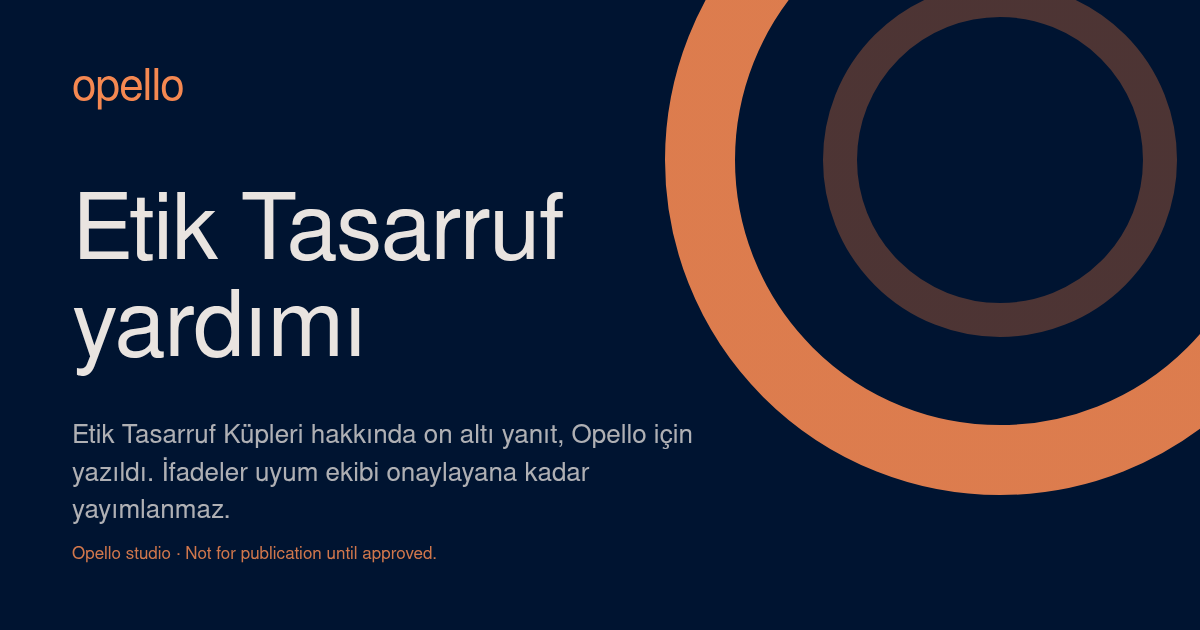 opello
Etik Tasarruf
yardımı
Etik Tasarruf Küpleri hakkında on altı yanıt, Opello için
yazıldı. İfadeler uyum ekibi onaylayana kadar
yayımlanmaz.
Opello studio · Not for publication until approved.